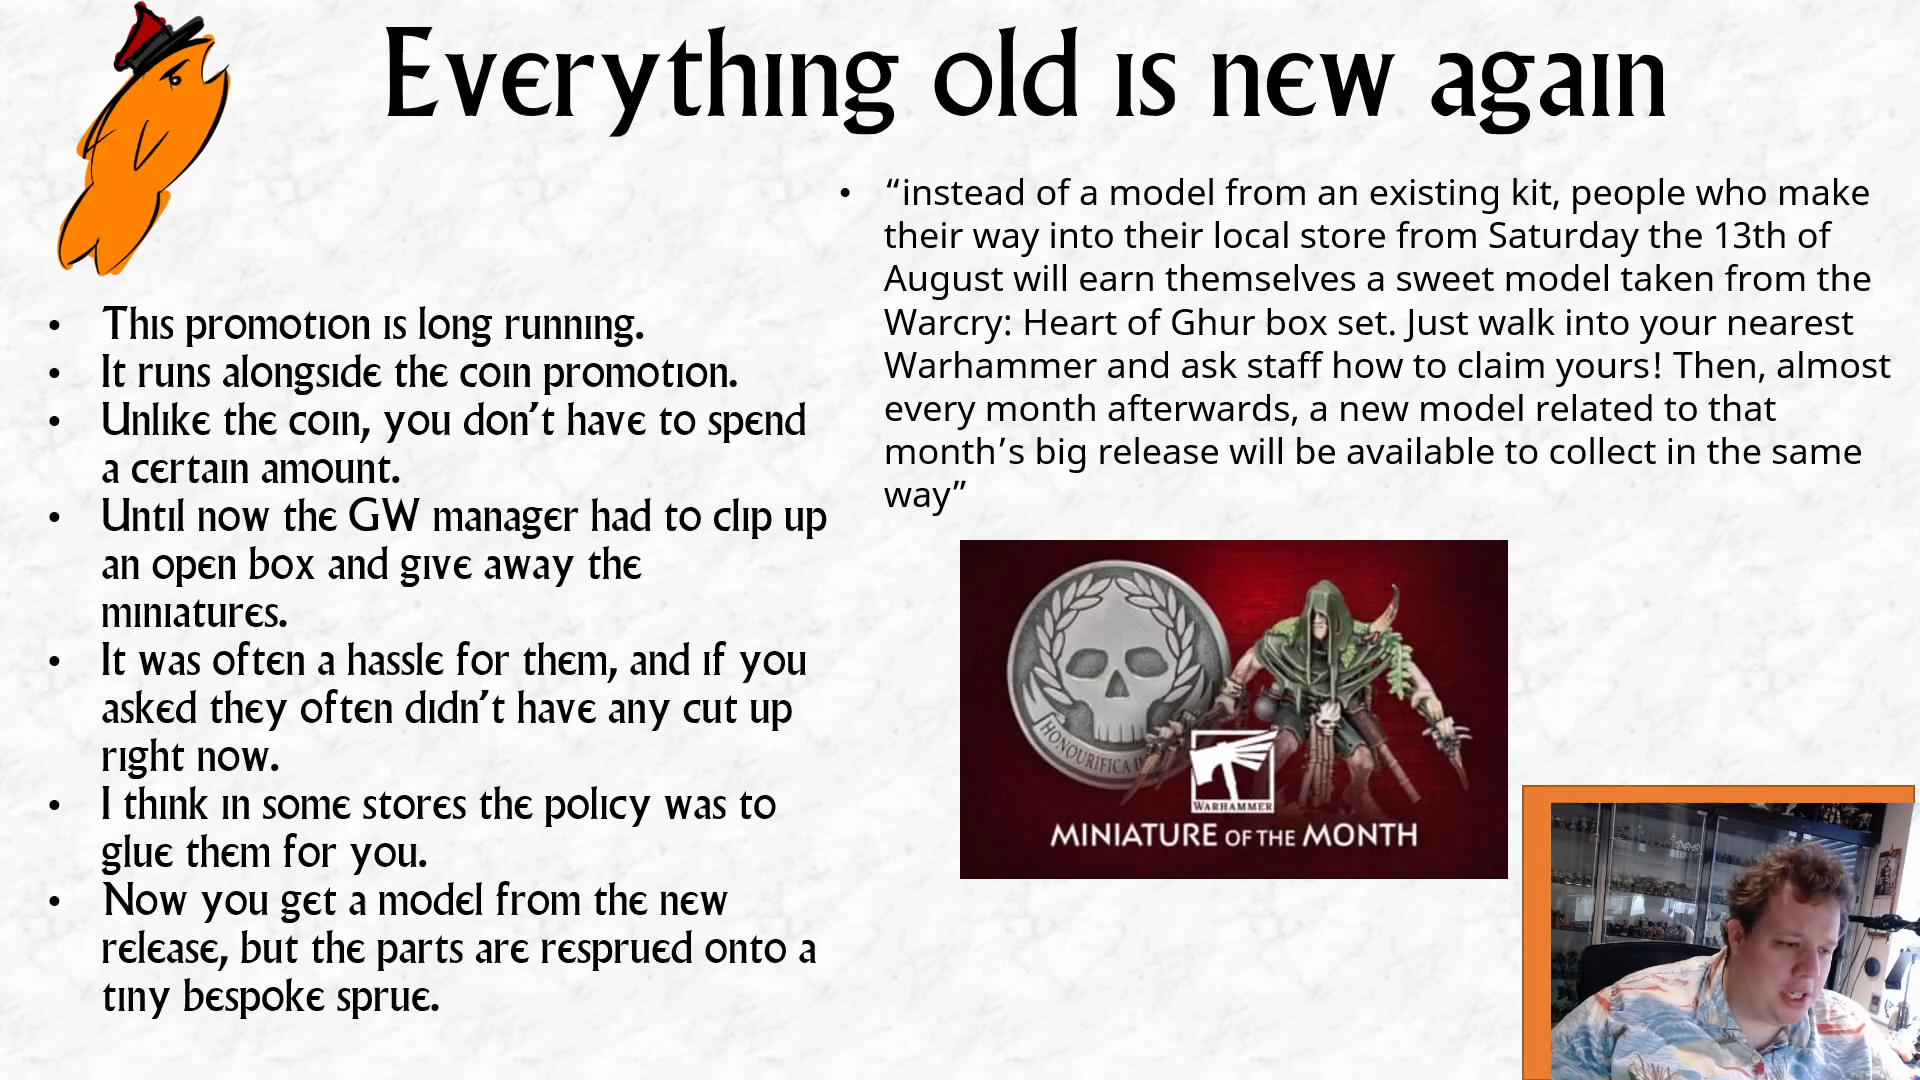 Everything old is new again
• This promotion is long running.
• It runs alongside the coin promotion.
• Unlike the coin, you don’t have to spend
a certain amount.
• Until now the GW manager had to clip up
an open box and give away the
miniatures.
• It was often a hassle for them, and if you
asked they often didn’t have any cut up
right now.
• I think in some stores the policy was to
glue them for you.
• Now you get a model from the new
release, but the parts are resprued onto a
tiny bespoke sprue.
• “instead of a model from an existing kit, people who make
their way into their local store from Saturday the 13th of
August will earn themselves a sweet model taken from the
Warcry: Heart of Ghur box set. Just walk into your nearest
Warhammer and ask staff how to claim yours! Then, almost
every month afterwards, a new model related to that
month’s big release will be available to collect in the same
way”
HONOURIFICA
WARHAMMER
MINIATURE OF THE MONTH